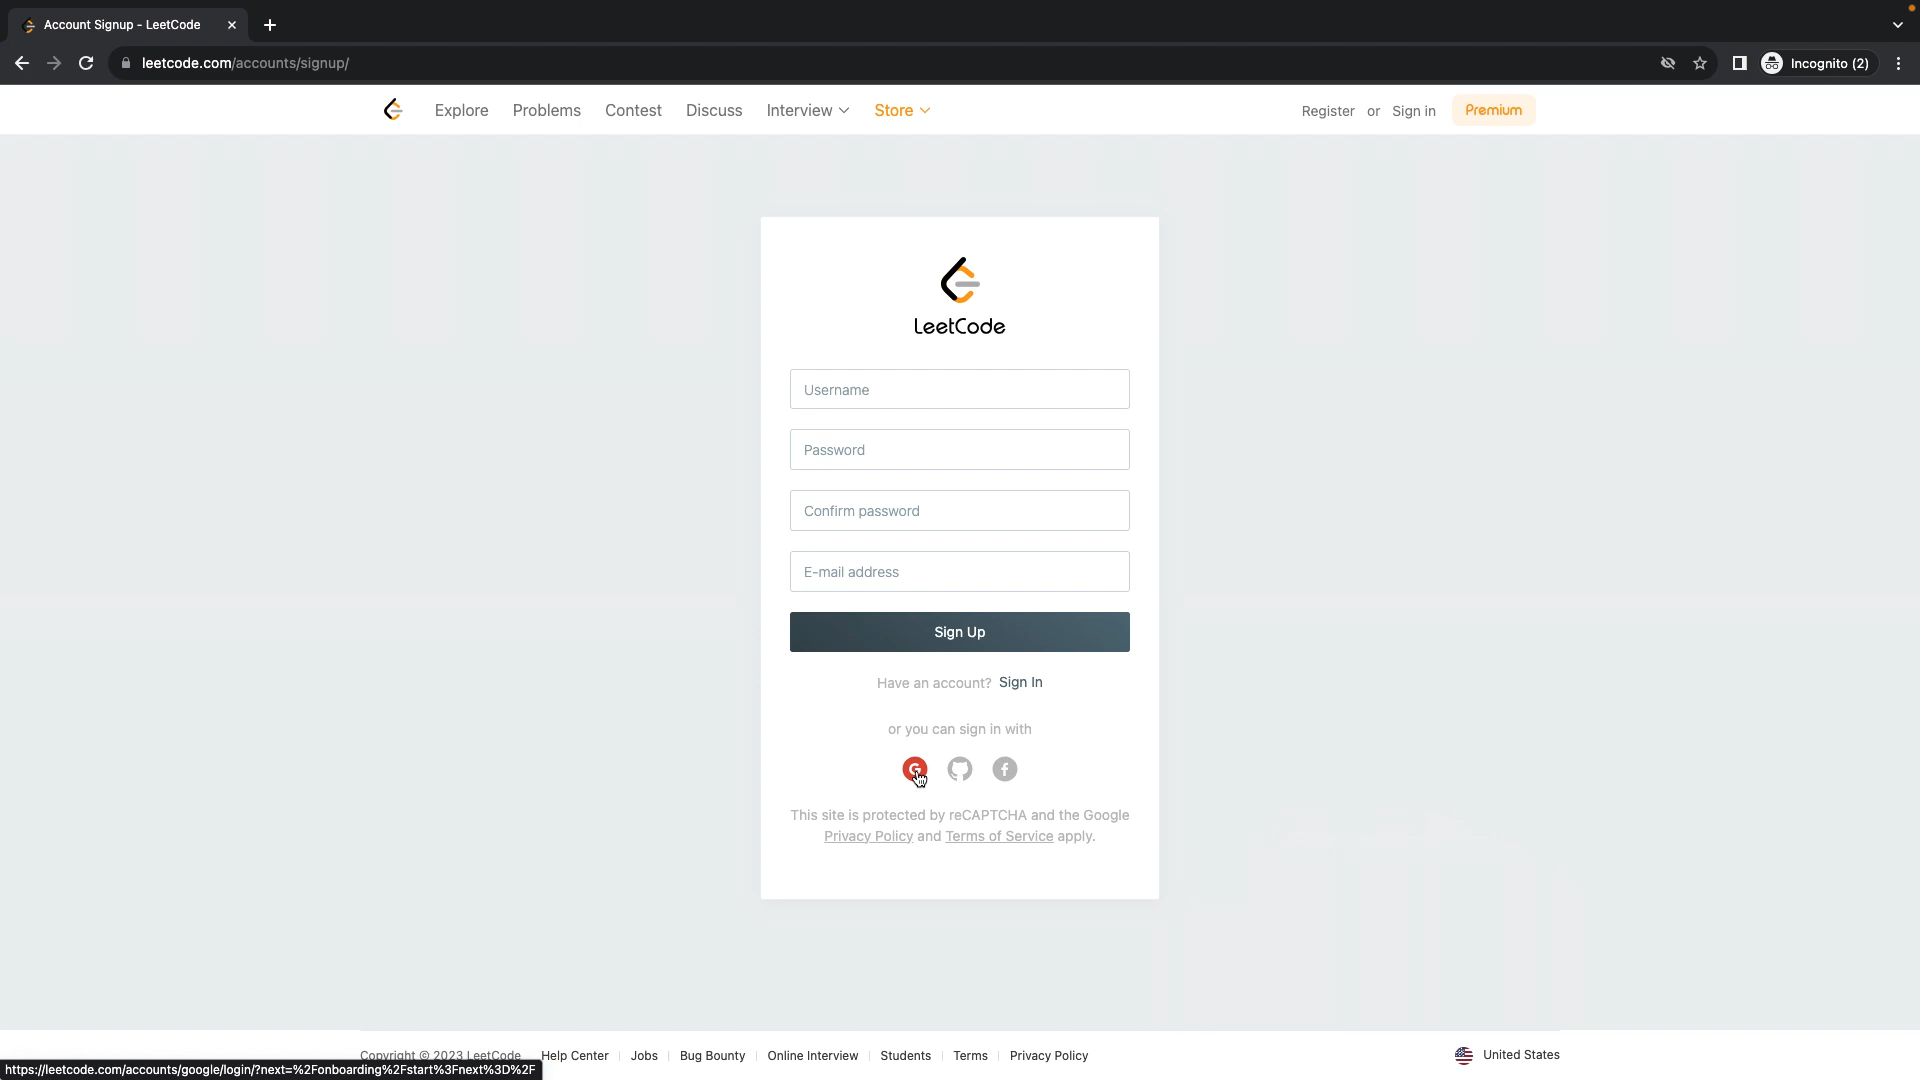 Account Signup - LeetCode
leetcode.com/accounts/signup/
Incognito (2)
Explore Problems Contest Discuss Interview Store Register or Sign in Premium
LeetCode
Username
Password
Confirm password
E-mail address
Sign Up
Have an account? Sign In
or you can sign in with
This site is protected by reCAPTCHA and the Google
Privacy Policy and Terms of Service apply.
Copyright © 2023 LeetCode Help Center Jobs Bug Bounty Online Interview Students Terms Privacy Policy United States
https://leetcode.com/accounts/google/login/?next=%2Fonboarding%2Fstart%3Fnext%3D%2F